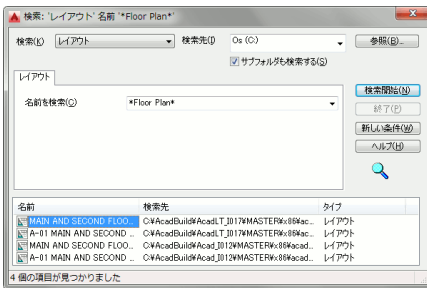 検索: 'レイアウト' 名前 '*Floor Plan*'
検索(K) レイアウト 検索先(I) Os (C:) 参照(B)...
サブフォルダも検索する(S)
レイアウト
検索開始(N)
名前を検索(C) *Floor Plan*
終了(P)
新しい条件(W)
ヘルプ(H)
名前 検索先 タイプ
MAIN AND SECOND FLOO... C:¥AcadBuild¥AcadLT_I017¥MASTER¥x86¥ac... レイアウト
A-01 MAIN AND SECOND ... C:¥AcadBuild¥AcadLT_I017¥MASTER¥x86¥ac... レイアウト
MAIN AND SECOND FLOO... C:¥AcadBuild¥Acad_I012¥MASTER¥x86¥acad... レイアウト
A-01 MAIN AND SECOND ... C:¥AcadBuild¥Acad_I012¥MASTER¥x86¥acad... レイアウト
4 個の項目が見つかりました